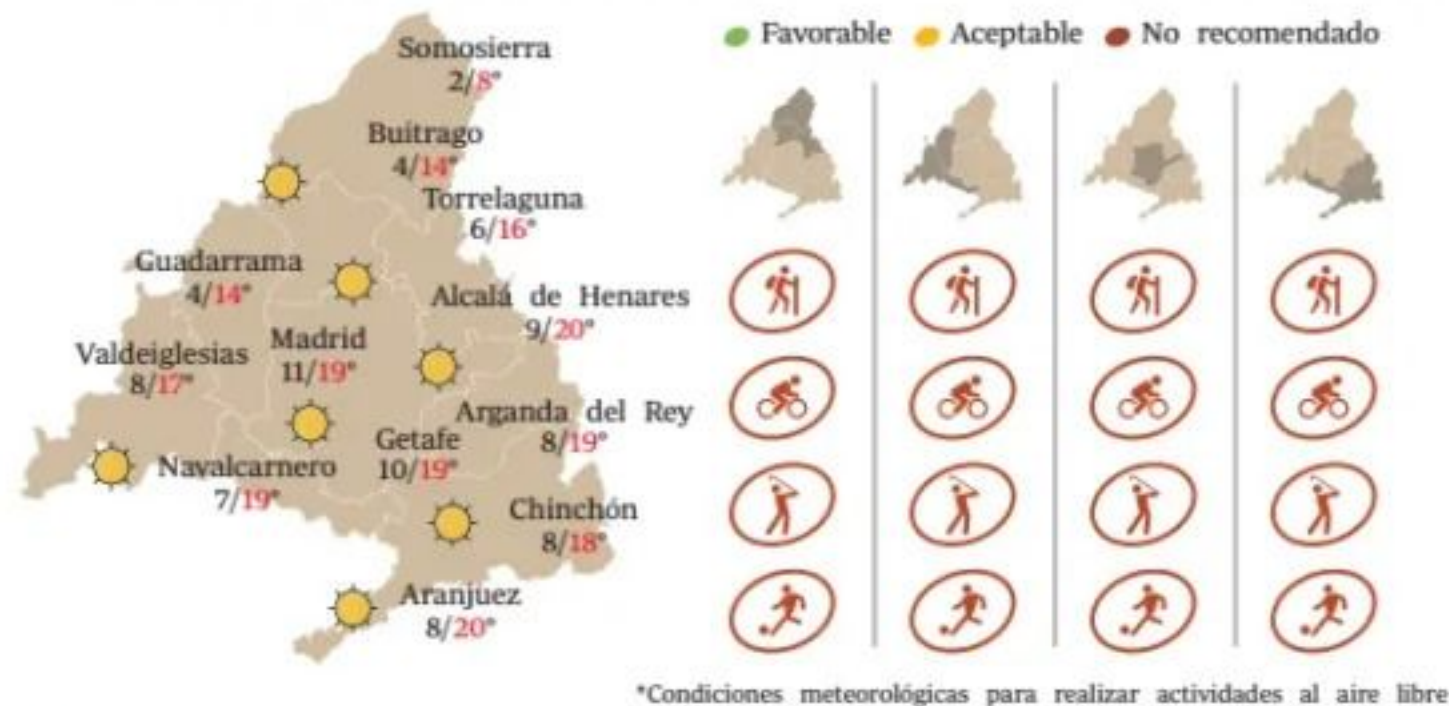 Somosierra
2/8°
Buitrago
4/14°
Torrelaguna
6/16°
Guadarrama
4/14°
Alcalá de Henares
9/20°
Madrid
11/19°
Valdeiglesias
8/17°
Arganda del Rey
8/19°
Getafe
10/19°
Navalcarnero
7/19°
Chinchón
8/18°
Aranjuez
8/20°
Favorable Aceptable No recomendado
*Condiciones meteorológicas para realizar actividades al aire libre